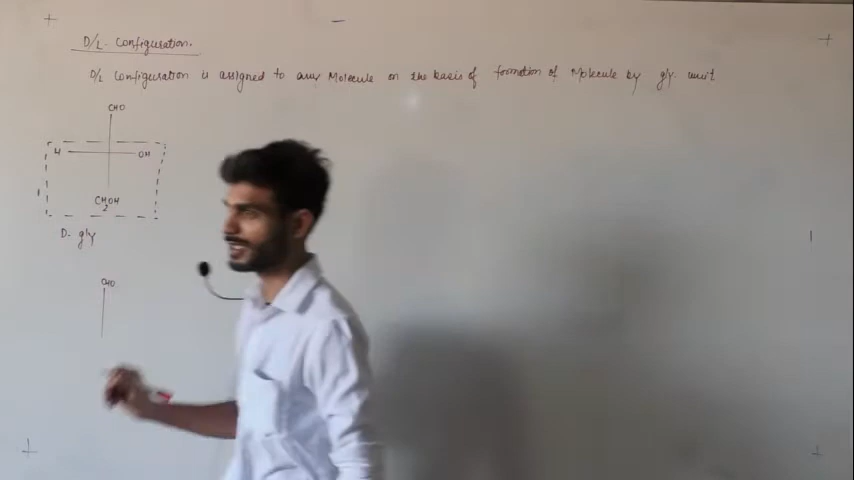 D/L - Configuration.
D/L Configuration is assigned to any Molecule on the basis of formation of Molecule by gly. unit
CHO
H OH
CH2OH
D- gly
CHO